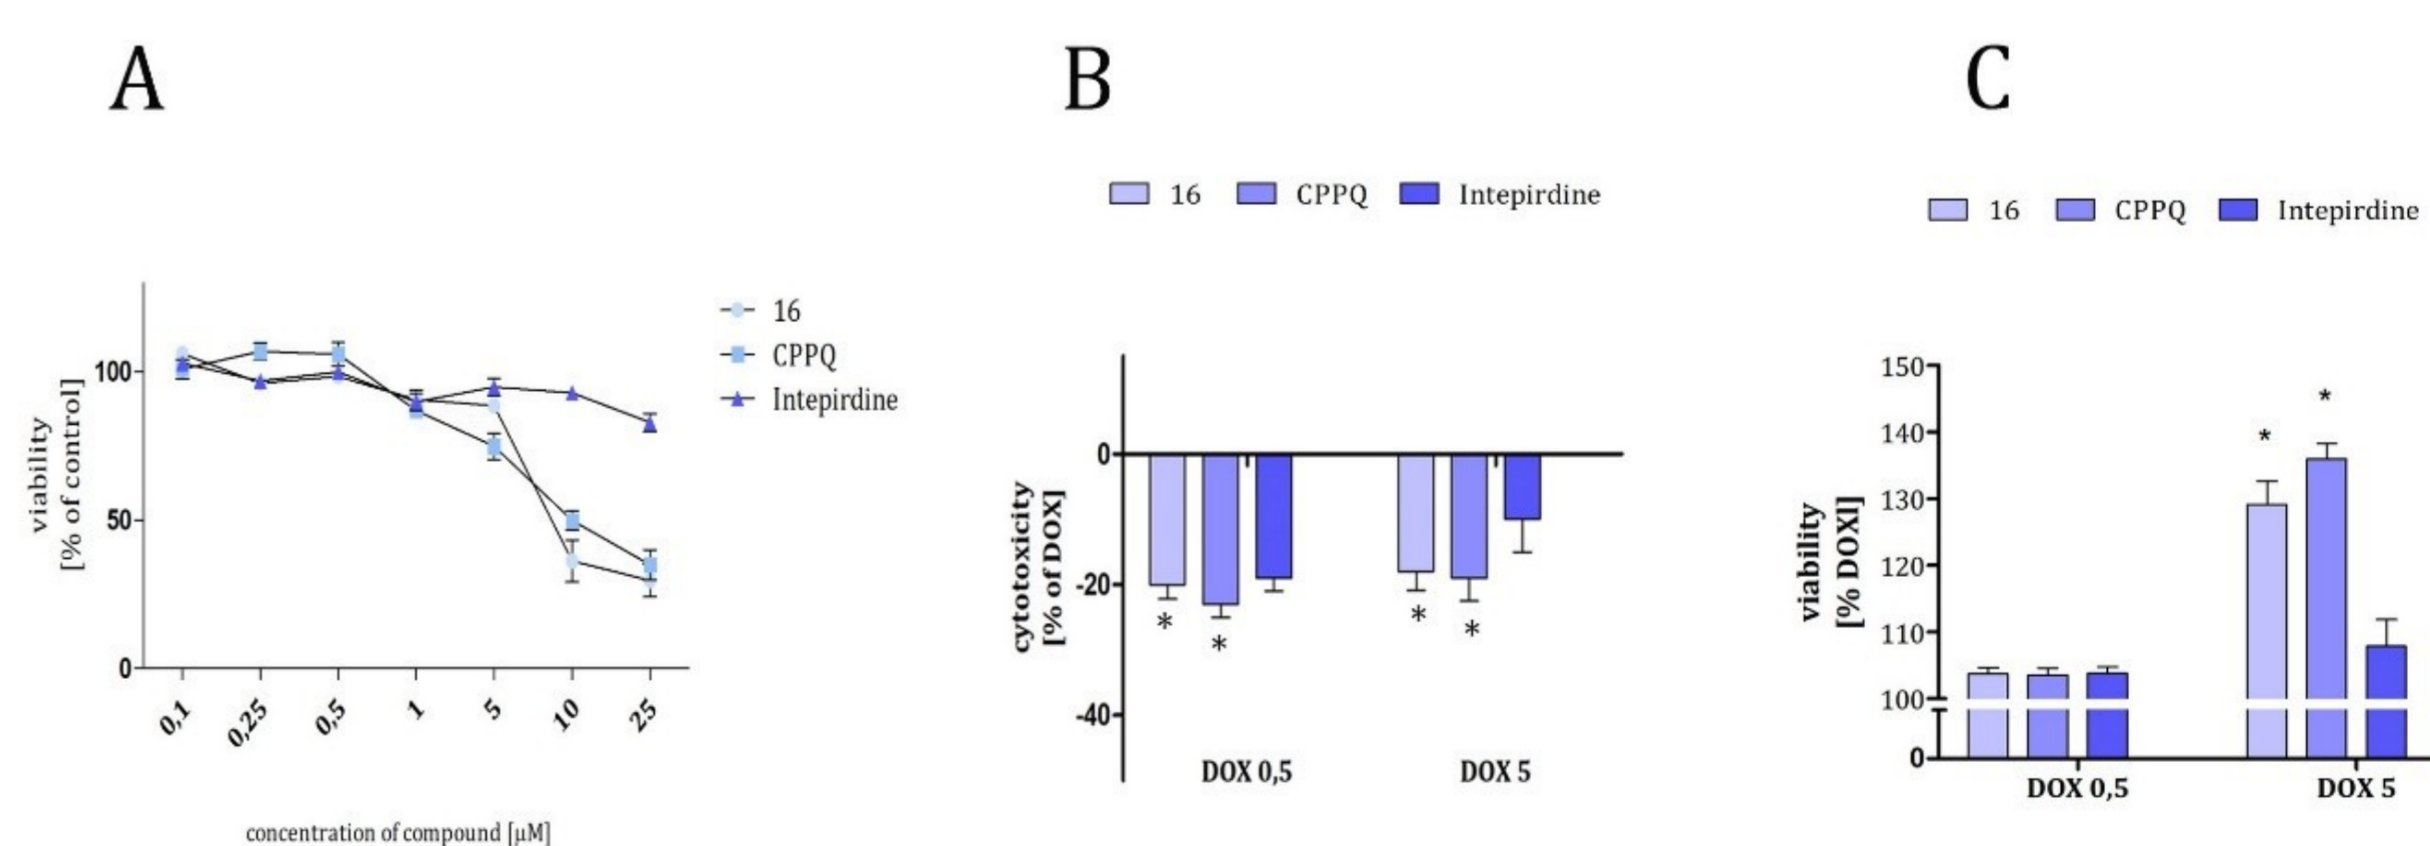 A
viability
[% of control]
100
50
0
0,1
0,25
0,5
1
5
10
25
concentration of compound [µM]
16
CPPQ
Intepirdine
B
16 CPPQ Intepirdine
cytotoxicity
[% of DOX]
0
-20
-40
*
*
*
*
DOX 0,5 DOX 5
C
16 CPPQ Intepirdine
viability
[% DOXI]
150
140
130
120
110
100
0
*
*
DOX 0,5 DOX 5